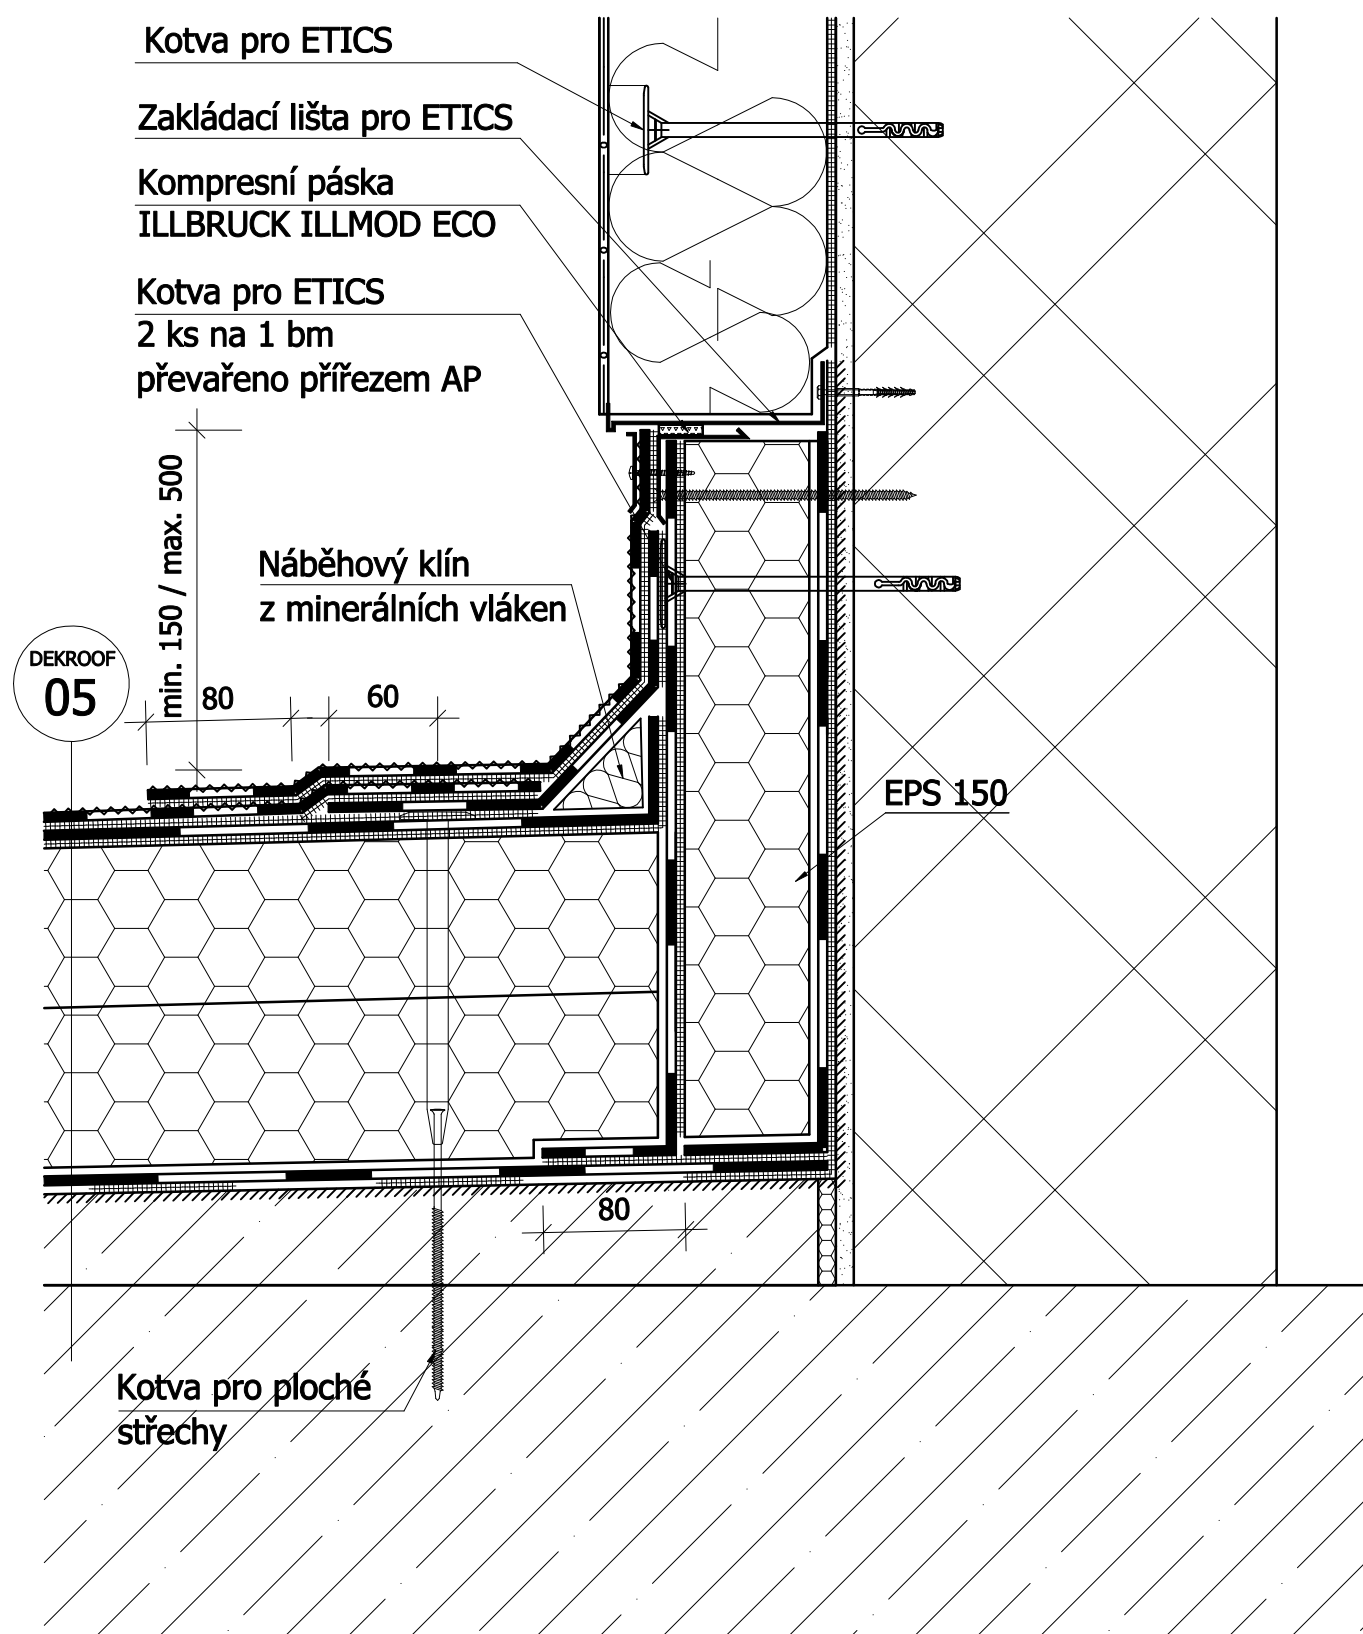 Kotva pro ETICS
Zakládací lišta pro ETICS
Kompresní páska
ILLBRUCK ILLMOD ECO
Kotva pro ETICS
2 ks na 1 bm
převařeno přířezem AP
min. 150 / max. 500
Náběhový klín
z minerálních vláken
DEKROOF
05
80
60
EPS 150
80
Kotva pro ploché
střechy